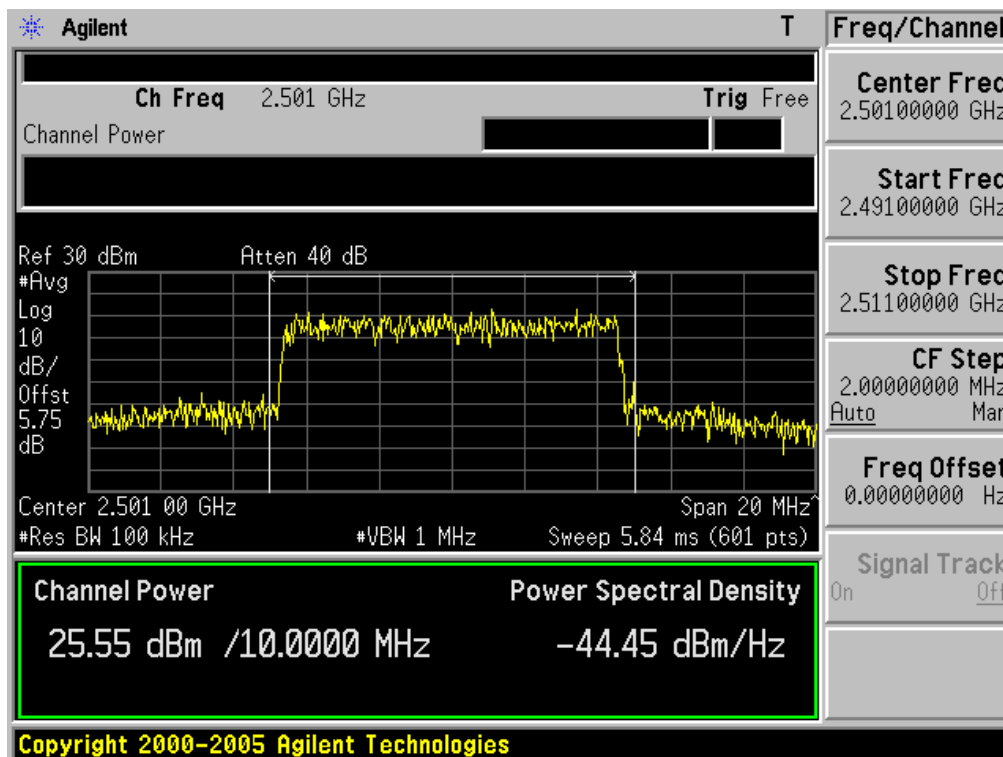 Agilent T Freq/Channel
Ch Freq 2.501 GHz Trig Free
Channel Power
Center Freq
2.50100000 GHz
Start Freq
2.49100000 GHz
Stop Freq
2.51100000 GHz
CF Step
2.00000000 MHz
Auto Man
Freq Offset
0.00000000 Hz
Signal Track
On Off
Ref 30 dBm Atten 40 dB
#Avg
Log
10
dB/
Offst
5.75
dB
Center 2.501 00 GHz Span 20 MHz^
#Res BW 100 kHz #VBW 1 MHz Sweep 5.84 ms (601 pts)
Channel Power Power Spectral Density
25.55 dBm /10.0000 MHz -44.45 dBm/Hz
Copyright 2000-2005 Agilent Technologies